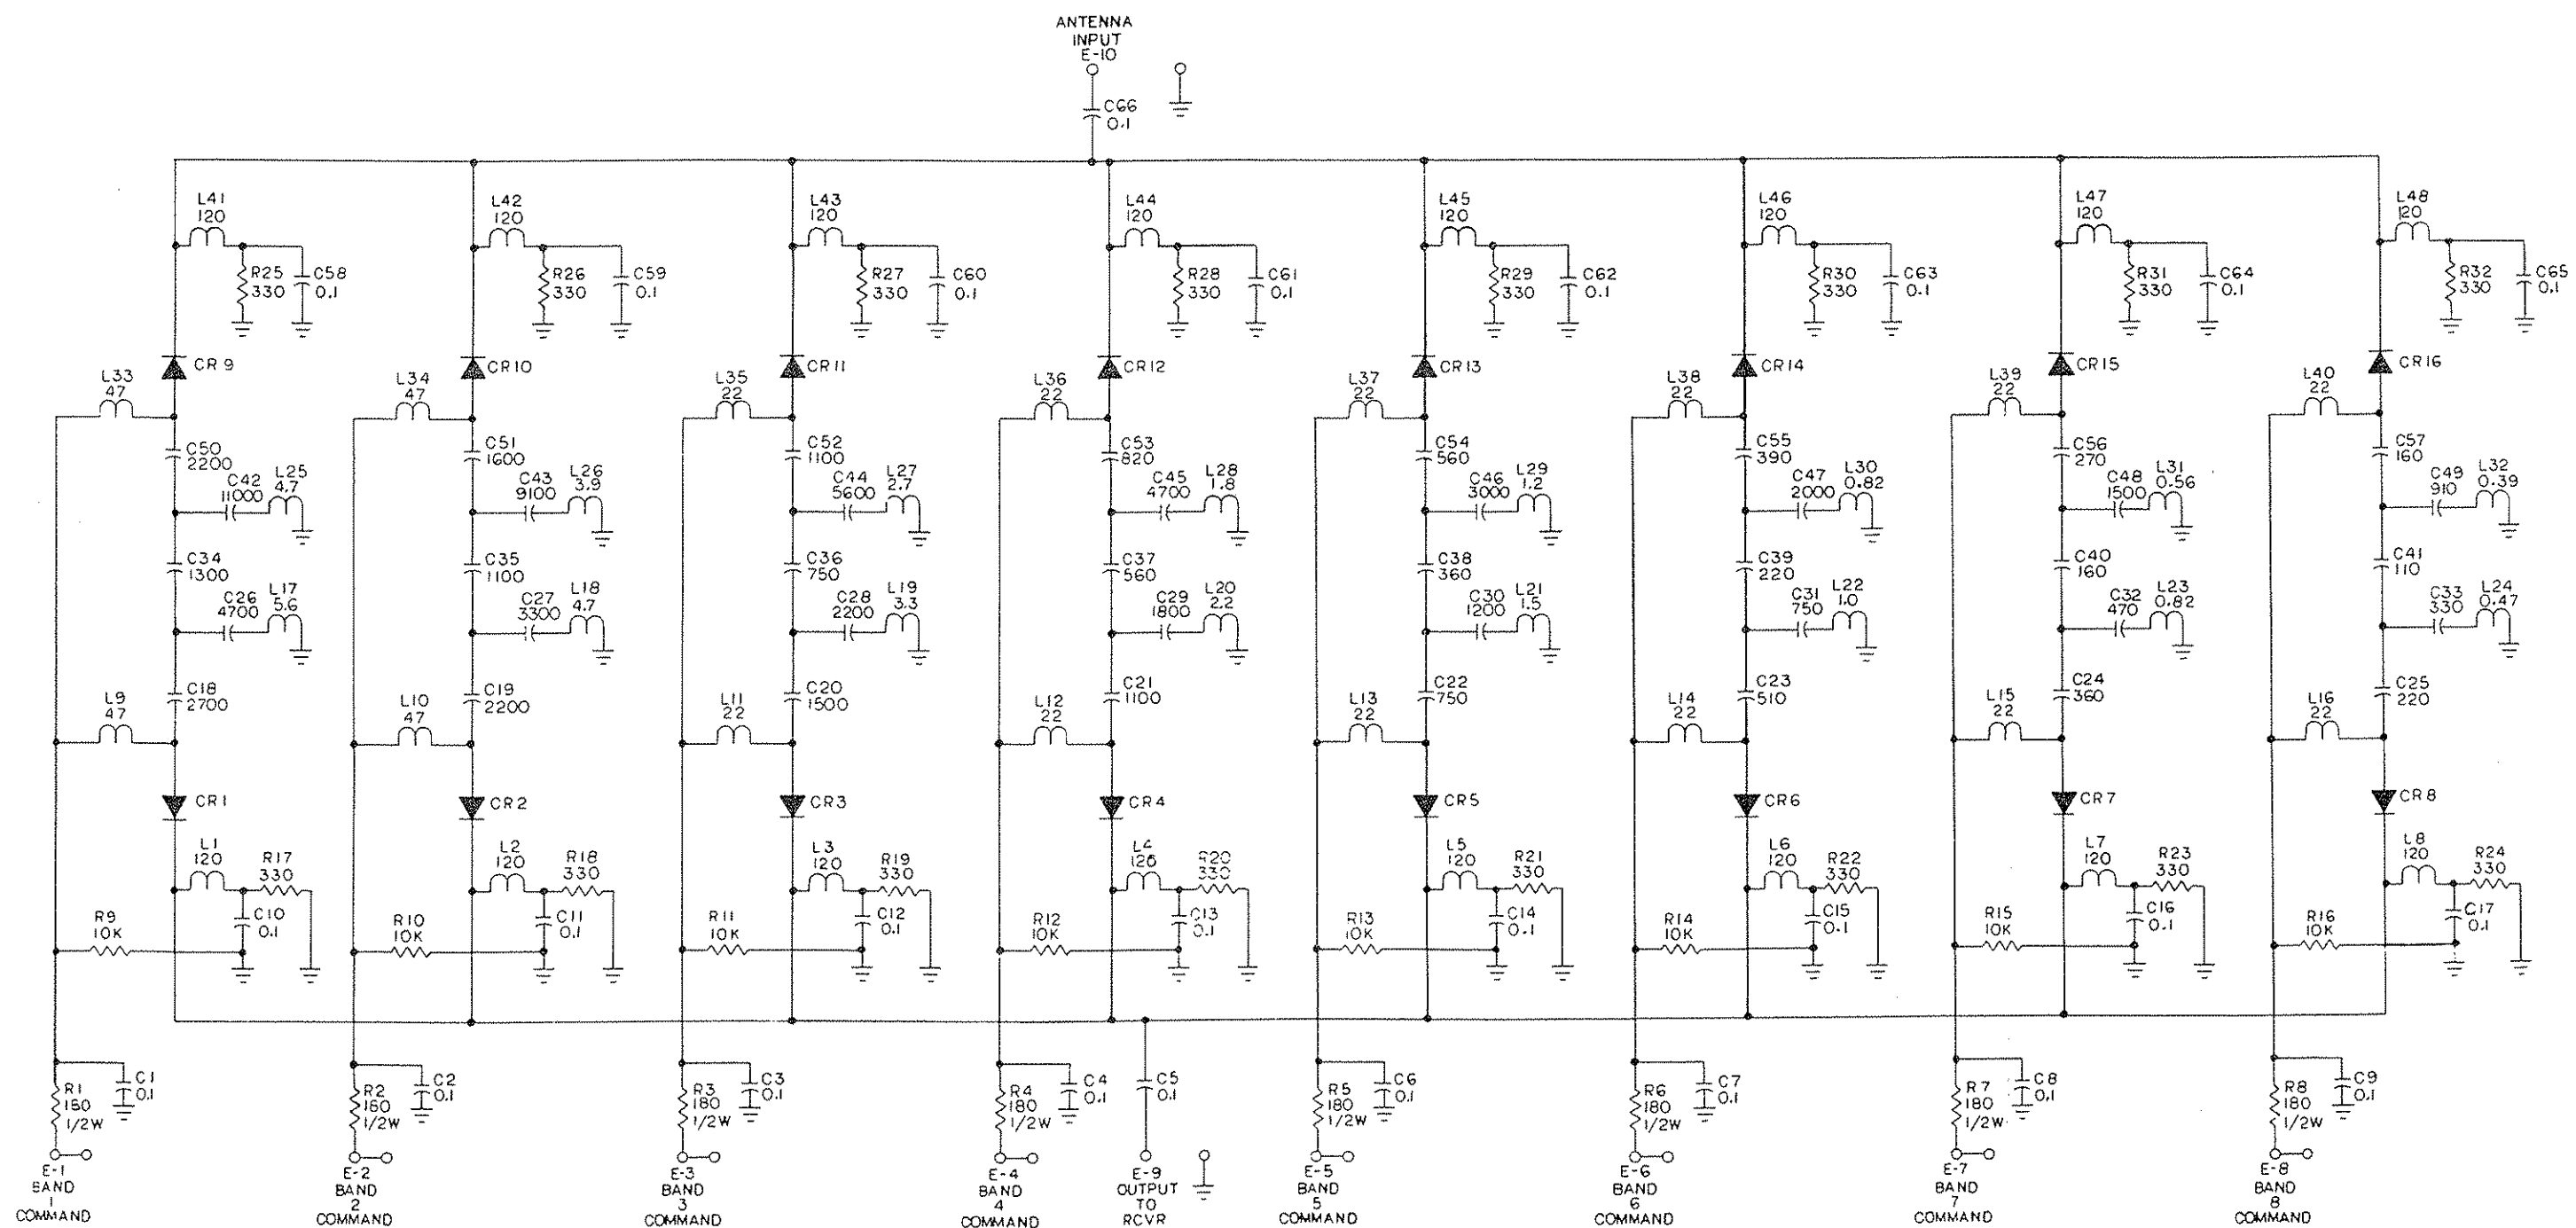 ANTENNA
INPUT
E-10
C66
0.1
L41
120
L42
120
L43
120
L44
120
L45
120
L46
120
L47
120
L48
120
R25
330
C58
0.1
R26
330
C59
0.1
R27
330
C60
0.1
R28
330
C61
0.1
R29
330
C62
0.1
R30
330
C63
0.1
R31
330
C64
0.1
R32
330
C65
0.1
CR9
CR10
CR11
CR12
CR13
CR14
CR15
CR16
L33
47
L34
47
L35
22
L36
22
L37
22
L38
22
L39
22
L40
22
C50
2200
C51
1600
C52
1100
C53
820
C54
560
C55
390
C56
270
C57
160
C42
11000
L25
4.7
C43
9100
L26
3.9
C44
5600
L27
2.7
C45
4700
L28
1.8
C46
3000
L29
1.2
C47
2000
L30
0.82
C48
1500
L31
0.56
C49
910
L32
0.39
C34
1300
C35
1100
C36
750
C37
560
C38
360
C39
220
C40
160
C41
110
C26
4700
L17
5.6
C27
3300
L18
4.7
C28
2200
L19
3.3
C29
1800
L20
2.2
C30
1200
L21
1.5
C31
750
L22
1.0
C32
470
L23
0.82
C33
330
L24
0.47
C18
2700
C19
2200
C20
1500
C21
1100
C22
750
C23
510
C24
360
C25
220
L9
47
L10
47
L11
22
L12
22
L13
22
L14
22
L15
22
L16
22
CR1
CR2
CR3
CR4
CR5
CR6
CR7
CR8
L1
120
R17
330
L2
120
R18
330
L3
120
R19
330
L4
120
R20
330
L5
120
R21
330
L6
120
R22
330
L7
120
R23
330
L8
120
R24
330
R9
10K
C10
0.1
R10
10K
C11
0.1
R11
10K
C12
0.1
R12
10K
C13
0.1
R13
10K
C14
0.1
R14
10K
C15
0.1
R15
10K
C16
0.1
R16
10K
C17
0.1
R1
180
1/2W
C1
0.1
R2
180
1/2W
C2
0.1
R3
180
1/2W
C3
0.1
R4
180
1/2W
C4
0.1
C5
0.1
R5
180
1/2W
C6
0.1
R6
180
1/2W
C7
0.1
R7
180
1/2W
C8
0.1
R8
180
1/2W
C9
0.1
E-1
BAND
1
COMMAND
E-2
BAND
2
COMMAND
E-3
BAND
3
COMMAND
E-4
BAND
4
COMMAND
E-9
OUTPUT
TO
RCVR
E-5
BAND
5
COMMAND
E-6
BAND
6
COMMAND
E-7
BAND
7
COMMAND
E-8
BAND
8
COMMAND